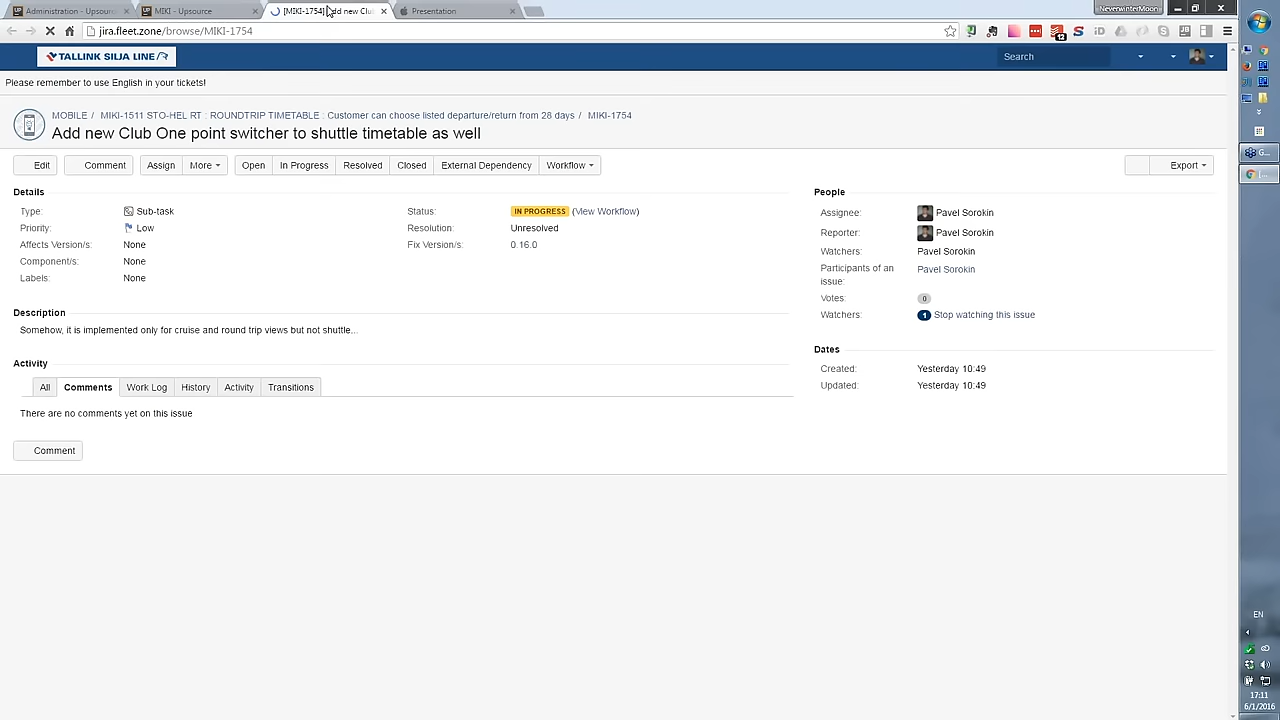 Administration - Upsour
MIKI - Upsource
[MIKI-1754] Add new Clu
Presentation
NeverwinterMoon
jira.fleet.zone/browse/MIKI-1754
12
TALLINK SILJA LINE
Search
Please remember to use English in your tickets!
MOBILE / MIKI-1511 STO-HEL RT : ROUNDTRIP TIMETABLE : Customer can choose listed departure/return from 28 days / MIKI-1754
Add new Club One point switcher to shuttle timetable as well
Edit
Comment
Assign
More
Open
In Progress
Resolved
Closed
External Dependency
Workflow
Export
Details
Type: Sub-task
Status: IN PROGRESS (View Workflow)
Priority: Low
Resolution: Unresolved
Affects Version/s: None
Fix Version/s: 0.16.0
Component/s: None
Labels: None
People
Assignee: Pavel Sorokin
Reporter: Pavel Sorokin
Watchers: Pavel Sorokin
Participants of an issue: Pavel Sorokin
Votes: 0
Watchers: 1 Stop watching this issue
Description
Somehow, it is implemented only for cruise and round trip views but not shuttle...
Dates
Created: Yesterday 10:49
Updated: Yesterday 10:49
Activity
All
Comments
Work Log
History
Activity
Transitions
There are no comments yet on this issue
Comment
G...
[...
EN
17:11
6/1/2016